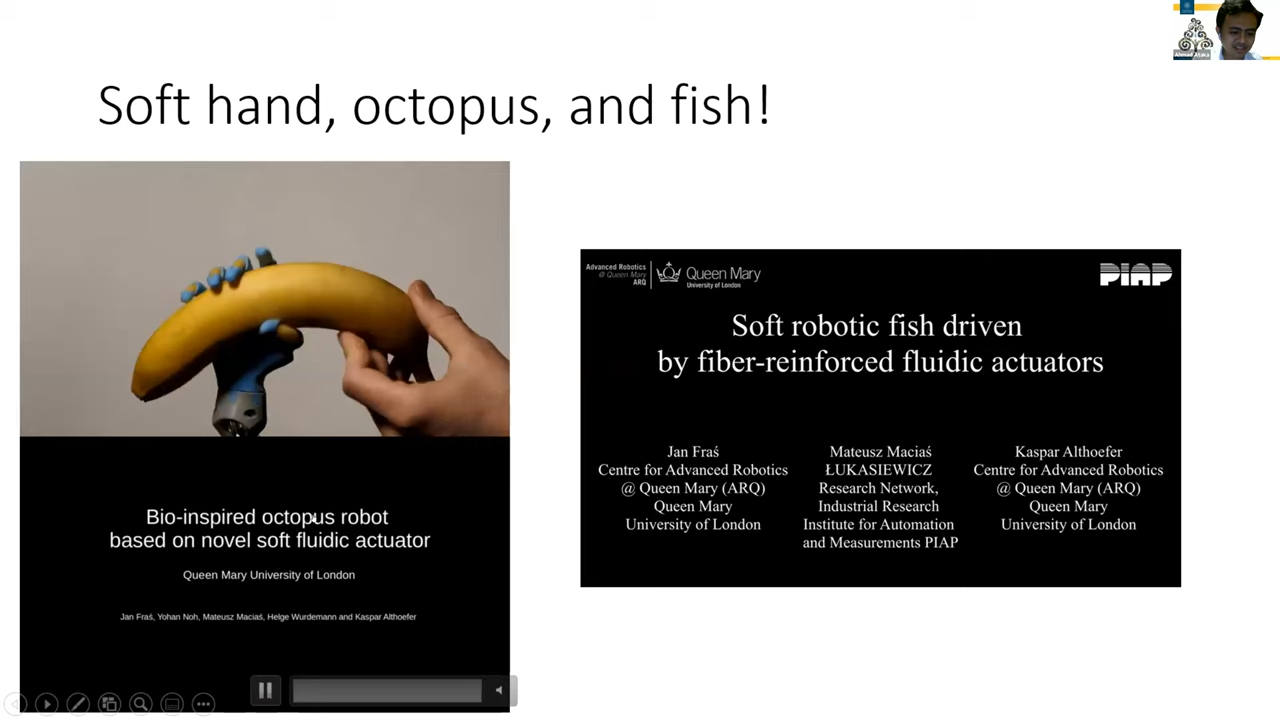 Ahmad Ataka
Soft hand, octopus, and fish!
Bio-inspired octopus robot
based on novel soft fluidic actuator
Queen Mary University of London
Jan Fraś, Yohan Noh, Mateusz Maciaś, Helge Wurdemann and Kaspar Althoefer
Advanced Robotics
@ Queen Mary
ARQ
Queen Mary
University of London
PIAP
Soft robotic fish driven
by fiber-reinforced fluidic actuators
Jan Fraś
Centre for Advanced Robotics
@ Queen Mary (ARQ)
Queen Mary
University of London
Mateusz Maciaś
ŁUKASIEWICZ
Research Network,
Industrial Research
Institute for Automation
and Measurements PIAP
Kaspar Althoefer
Centre for Advanced Robotics
@ Queen Mary (ARQ)
Queen Mary
University of London